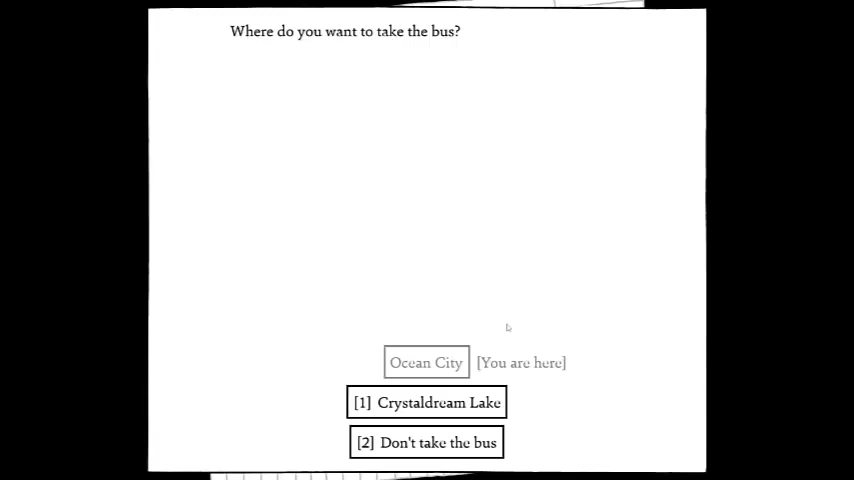 Where do you want to take the bus?
Ocean City [You are here]
[1] Crystaldream Lake
[2] Don't take the bus